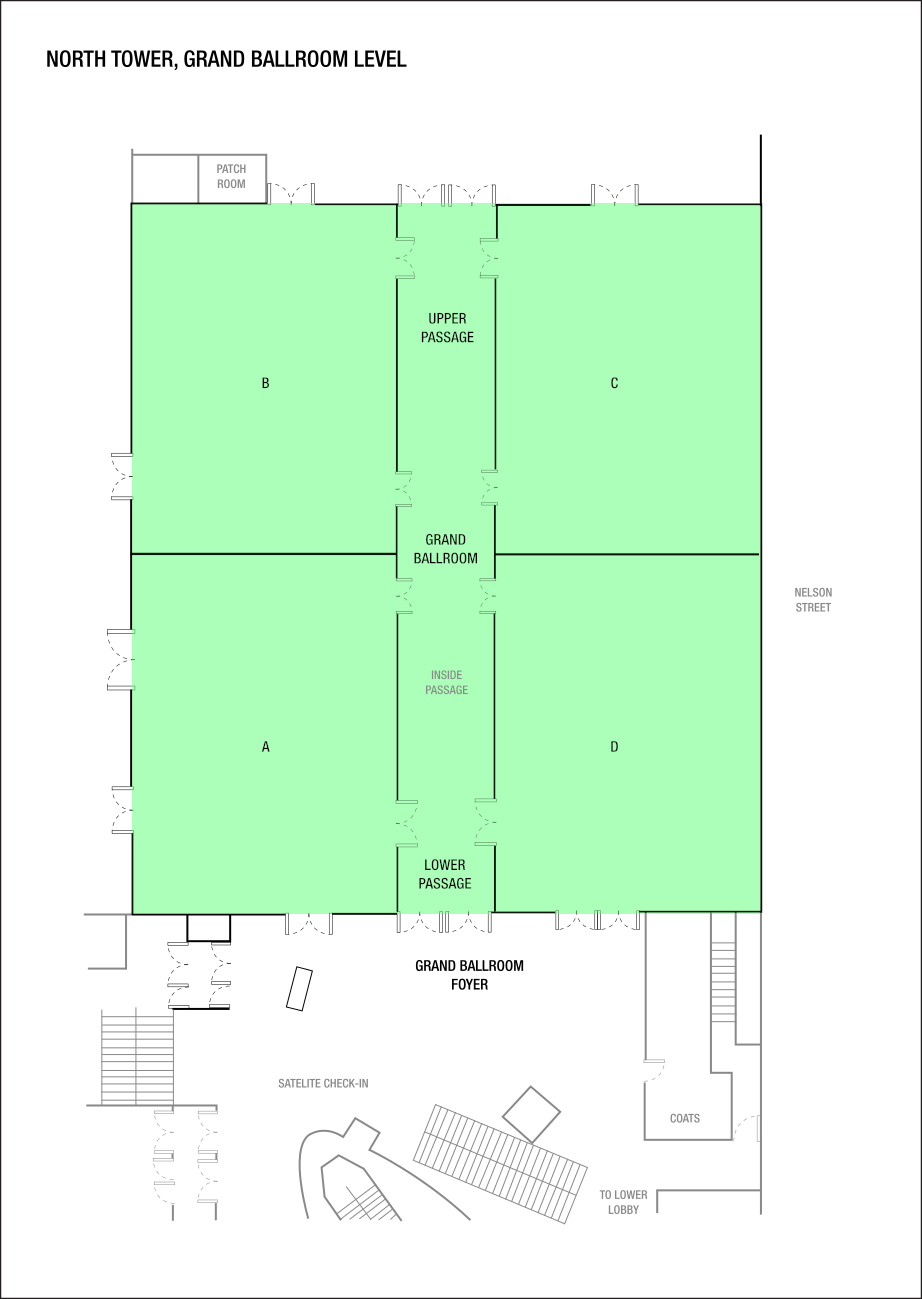 NORTH TOWER, GRAND BALLROOM LEVEL
PATCH
ROOM
UPPER
PASSAGE
B
C
GRAND
BALLROOM
NELSON
STREET
INSIDE
PASSAGE
A
D
LOWER
PASSAGE
GRAND BALLROOM
FOYER
SATELITE CHECK-IN
COATS
TO LOWER
LOBBY